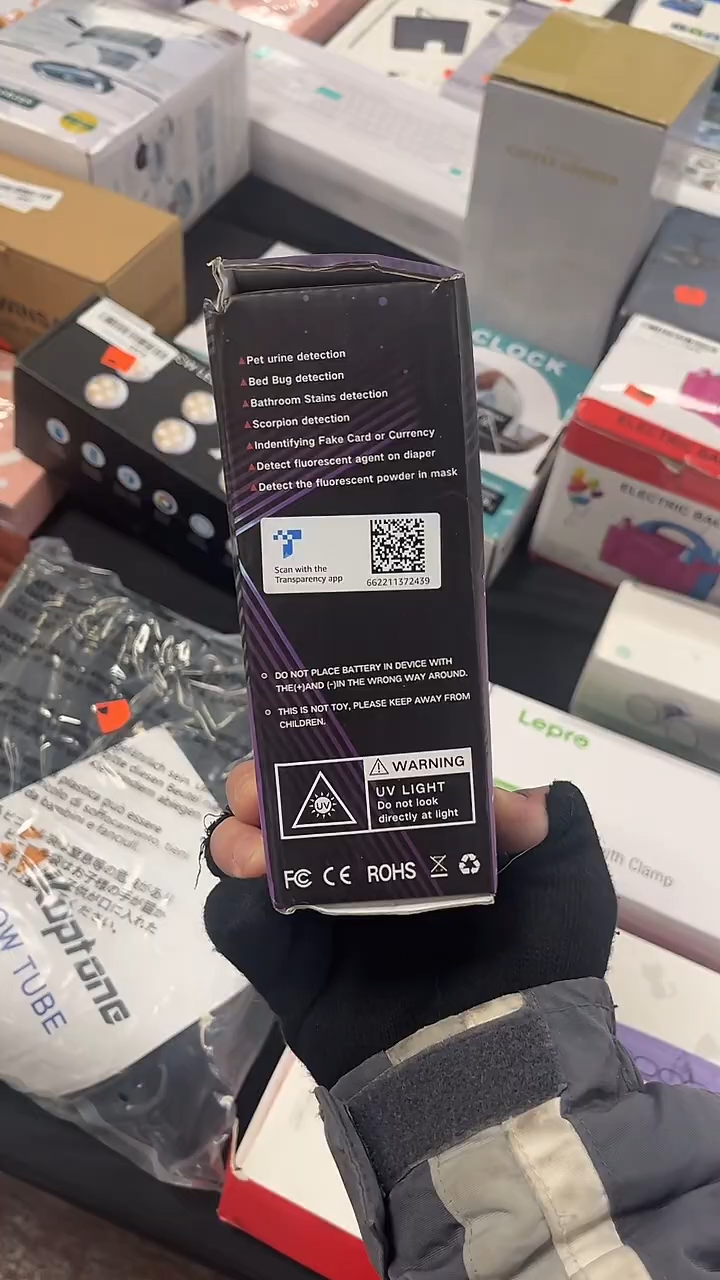 Pet urine detection
Bed Bug detection
Bathroom Stains detection
Scorpion detection
Indentifying Fake Card or Currency
Detect fluorescent agent on diaper
Detect the fluorescent powder in mask
Scan with the
Transparency app
662211372439
DO NOT PLACE BATTERY IN DEVICE WITH
THE(+)AND (-)IN THE WRONG WAY AROUND.
THIS IS NOT TOY, PLEASE KEEP AWAY FROM
CHILDREN.
WARNING
UV
UV LIGHT
Do not look
directly at light
FC CE ROHS
CLOCK
ELECTRIC BA
Lepro
with Clamp
OW TUBE